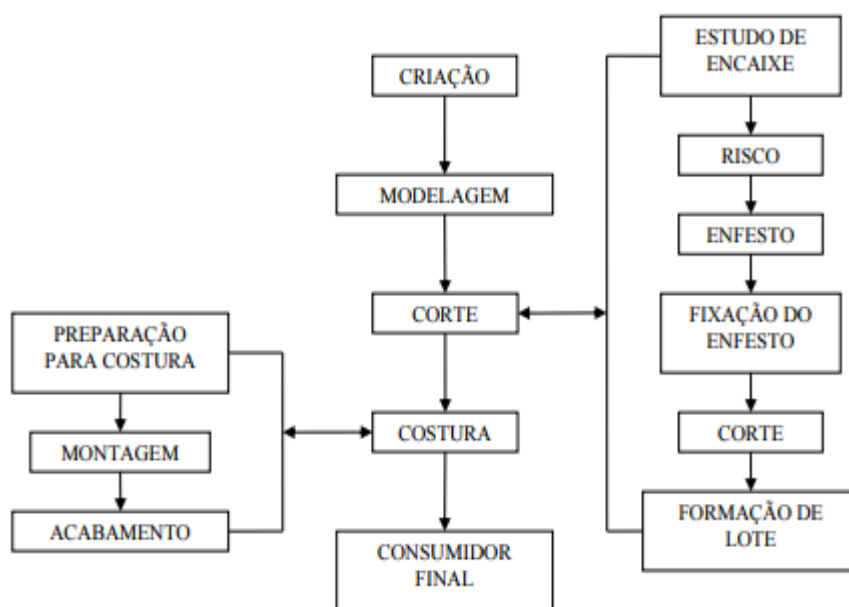 CRIAÇÃO
MODELAGEM
CORTE
COSTURA
CONSUMIDOR
FINAL
PREPARAÇÃO
PARA COSTURA
MONTAGEM
ACABAMENTO
ESTUDO DE
ENCAIXE
RISCO
ENFESTO
FIXAÇÃO DO
ENFESTO
CORTE
FORMAÇÃO DE
LOTE